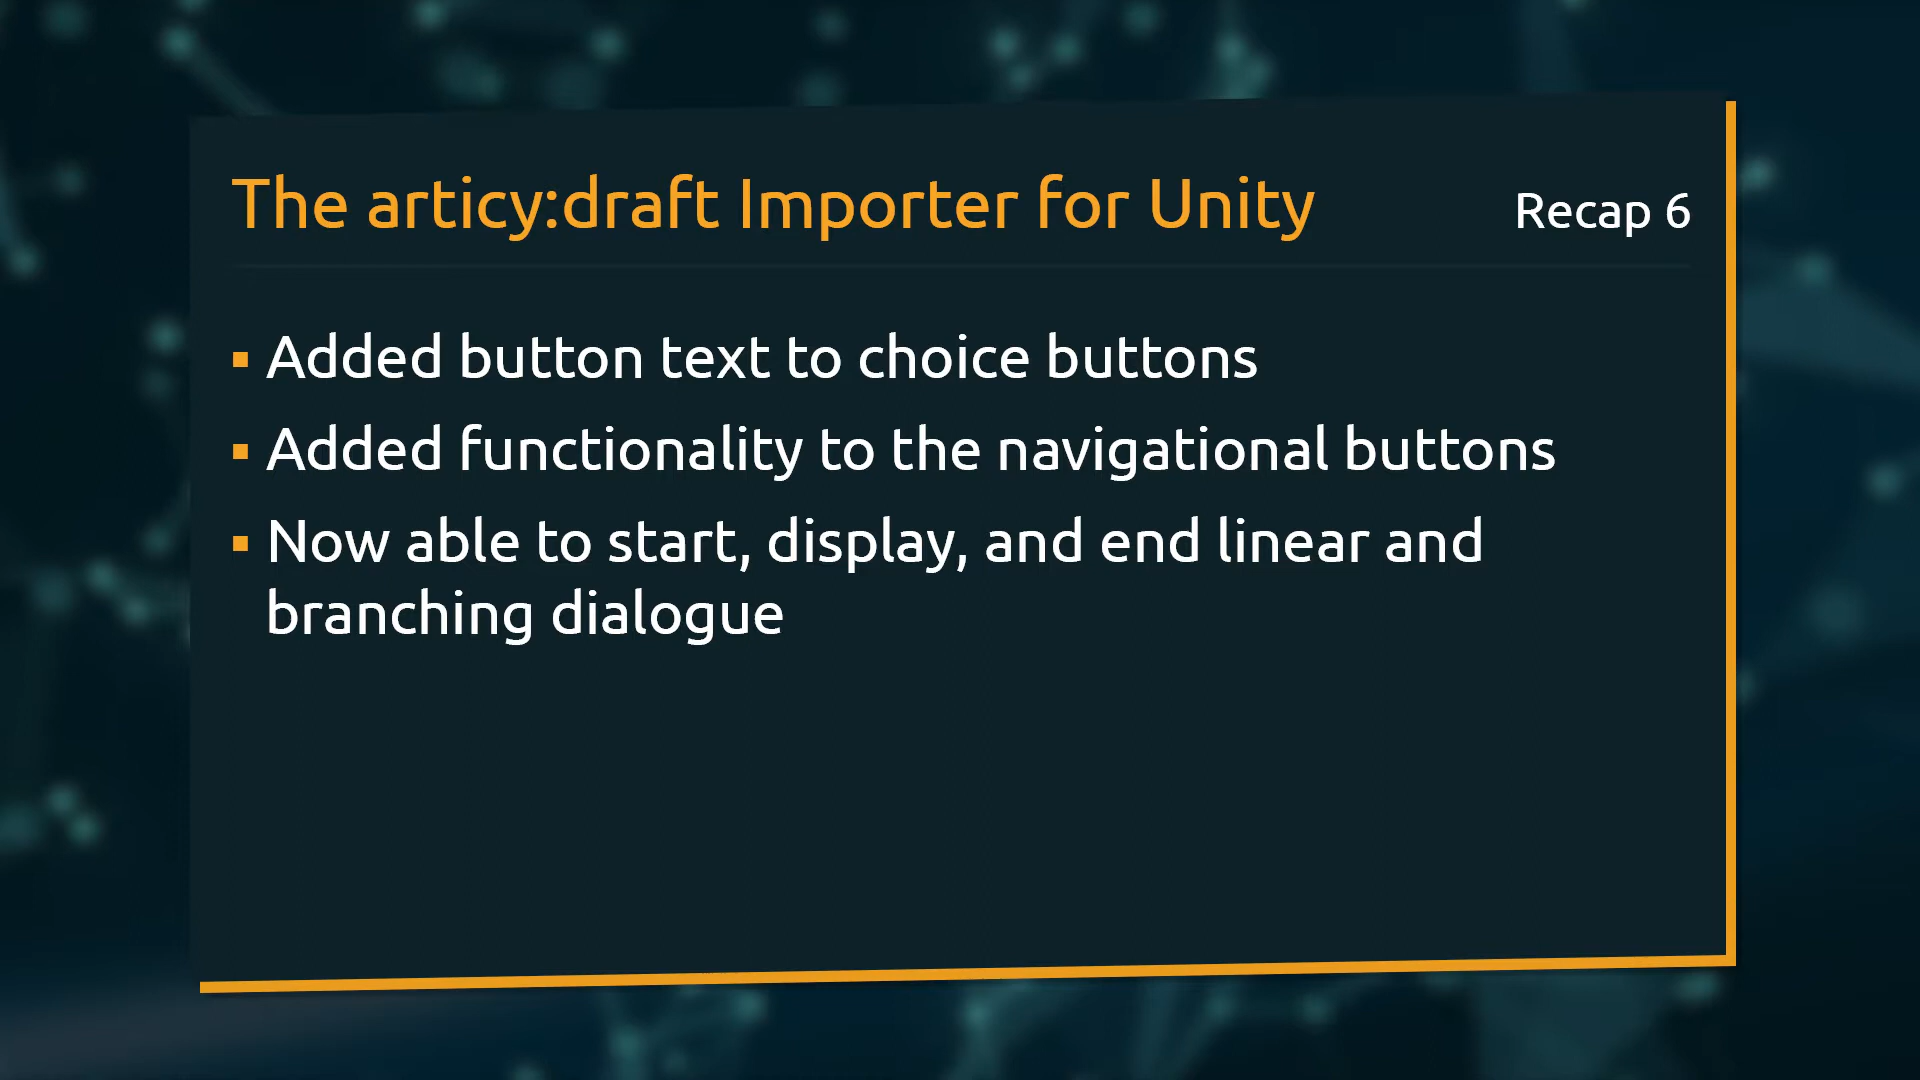 The articy:draft Importer for Unity
Recap 6
Added button text to choice buttons
Added functionality to the navigational buttons
Now able to start, display, and end linear and
branching dialogue